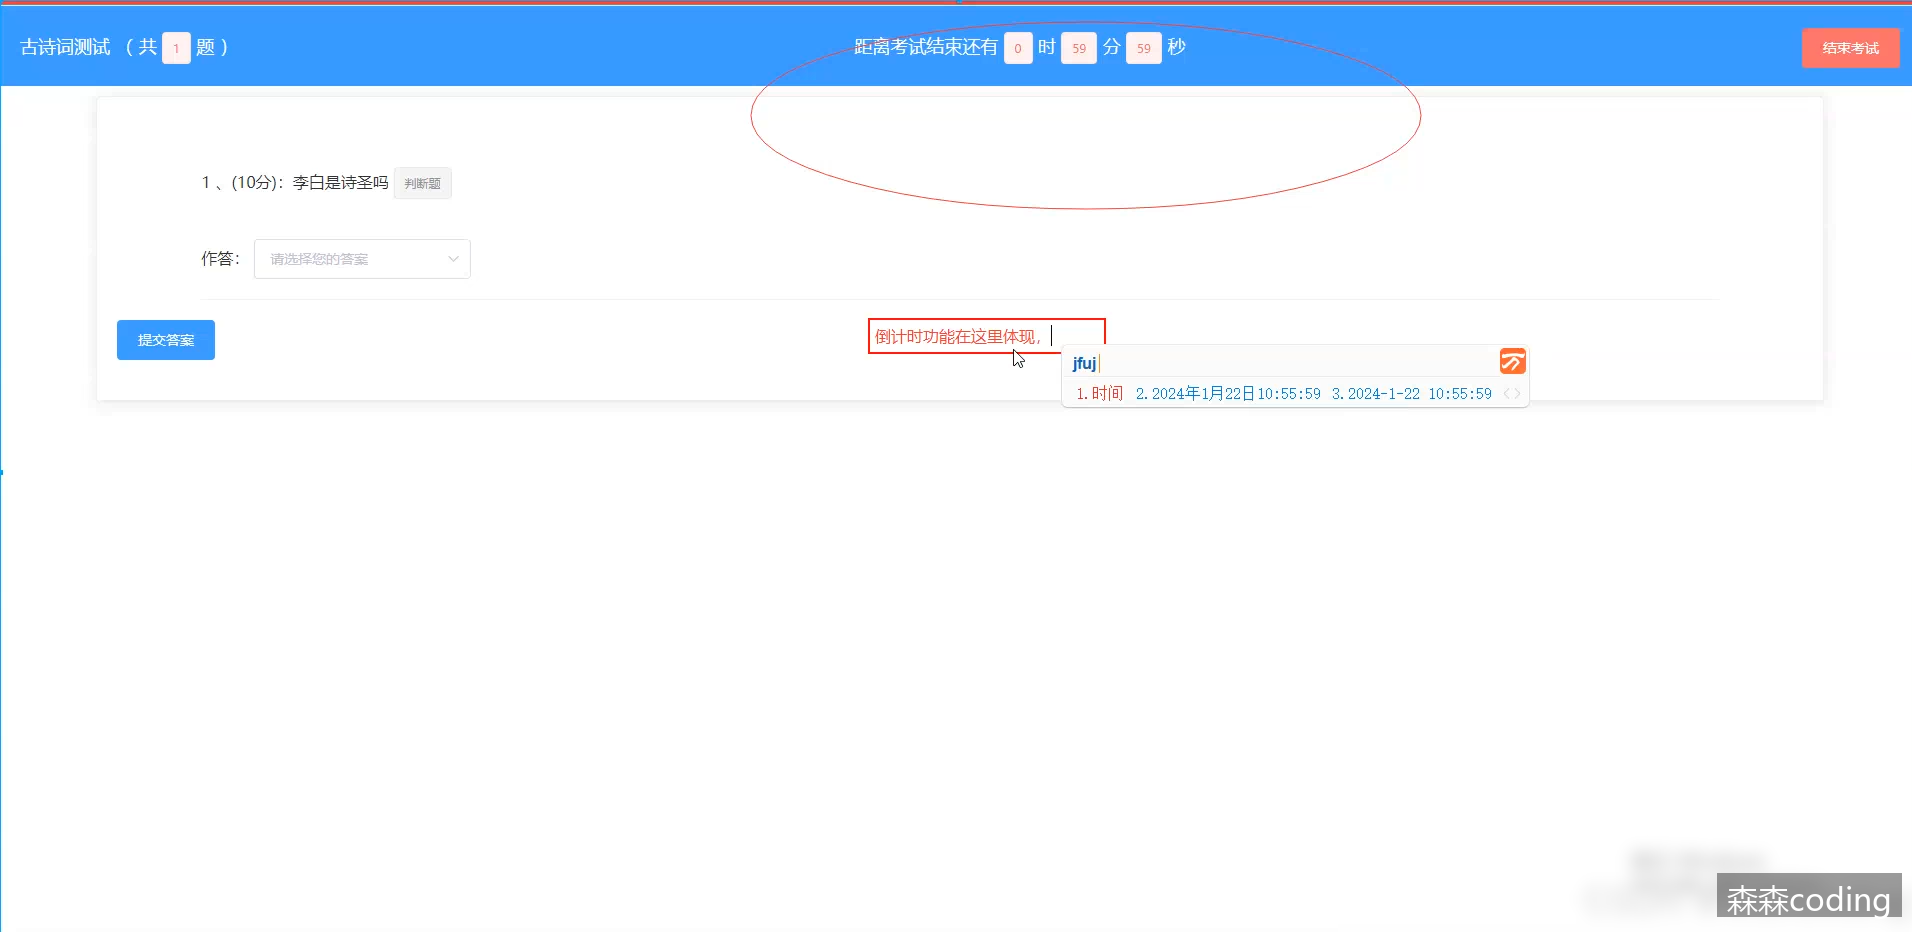 古诗词测试 （ 共 1 题 ）
距离考试结束还有 0 时 59 分 59 秒
结束考试
1 、(10分)： 李白是诗圣吗 判断题
作答： 请选择您的答案
提交答案
倒计时功能在这里体现，
jfuj
1.时间 2.2024年1月22日10:55:59 3.2024-1-22 10:55:59
森森coding